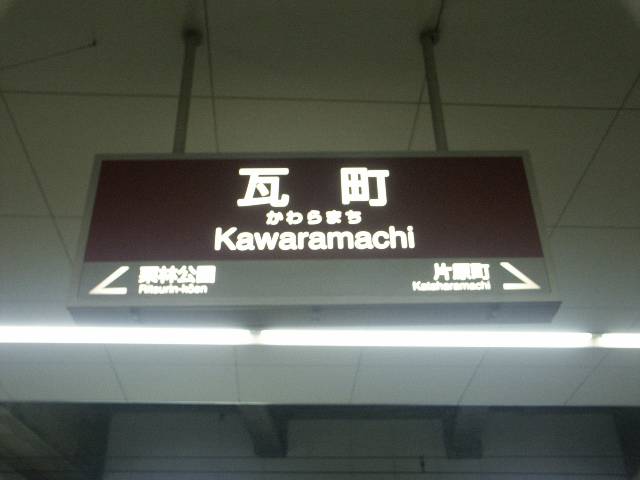 瓦町
かわらまち
Kawaramachi
栗林公園 片原町
Ritsurin-kōen Kataharamachi